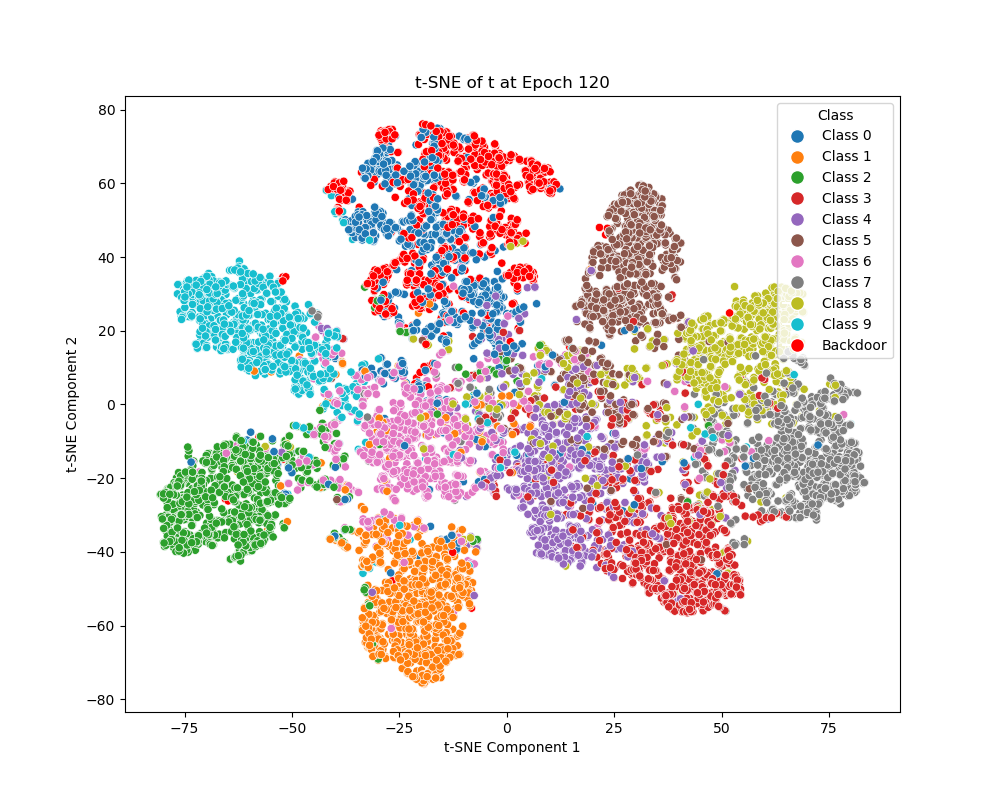 t-SNE of t at Epoch 120
Class
Class 0
Class 1
Class 2
Class 3
Class 4
Class 5
Class 6
Class 7
Class 8
Class 9
Backdoor
80
60
40
20
0
−20
−40
−60
−80
t-SNE Component 2
−75 −50 −25 0 25 50 75
t-SNE Component 1